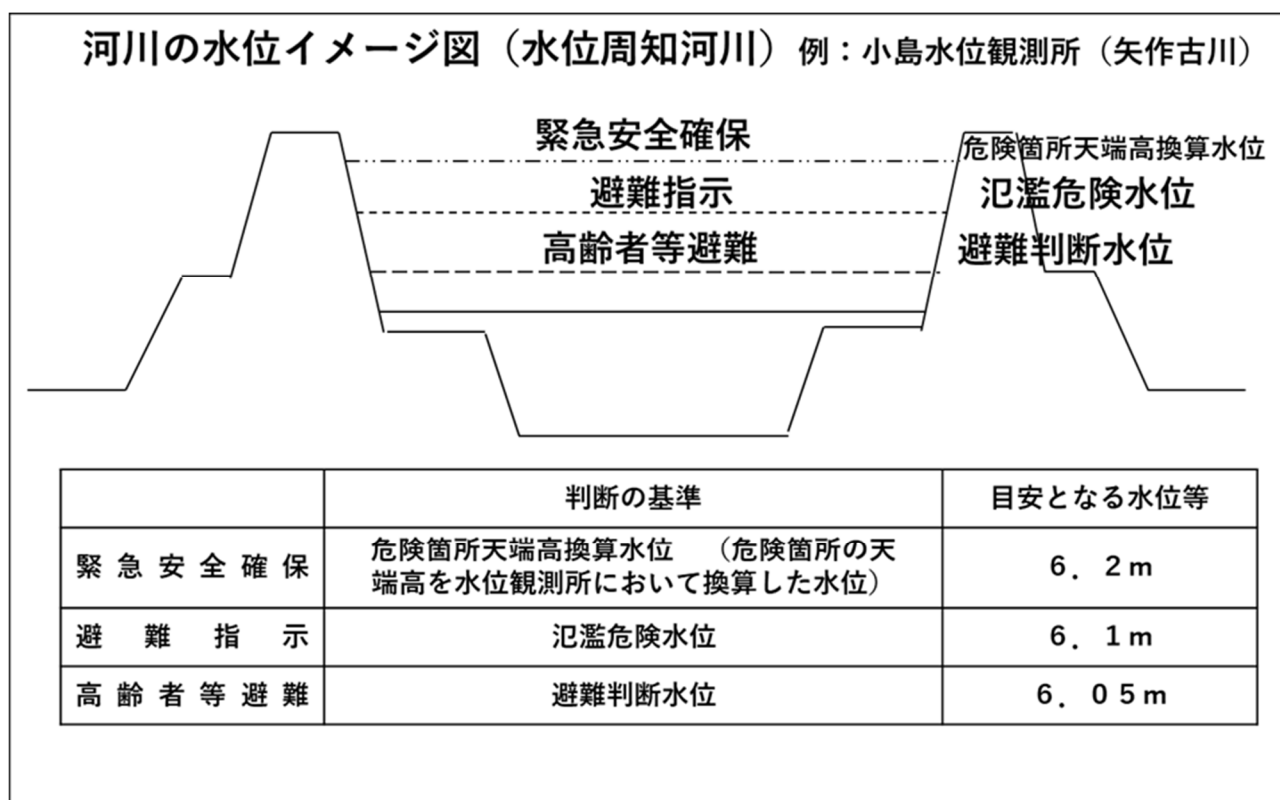 河川の水位イメージ図（水位周知河川）例：小島水位観測所（矢作古川）
緊急安全確保
危険箇所天端高換算水位
避難指示
氾濫危険水位
高齢者等避難
避難判断水位
判断の基準
目安となる水位等
緊急安全確保
危険箇所天端高換算水位　（危険箇所の天
端高を水位観測所において換算した水位）
６．２ｍ
避難指示
氾濫危険水位
６．１ｍ
高齢者等避難
避難判断水位
６．０５ｍ